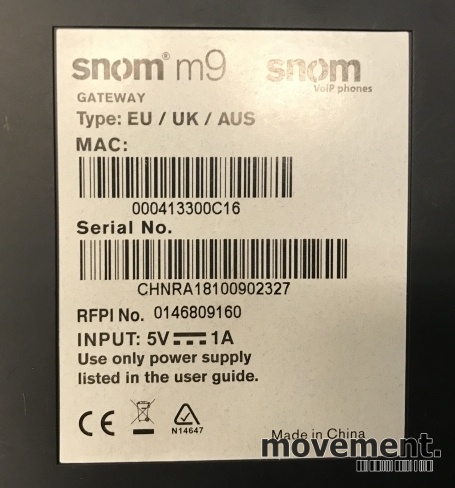 snom® m9 snom
GATEWAY VoIP phones
Type: EU / UK / AUS
MAC:
000413300C16
Serial No.
CHNRA18100902327
RFPI No. 0146809160
INPUT: 5V⎓1A
Use only power supply
listed in the user guide.
CE N14647
Made in China
movement.